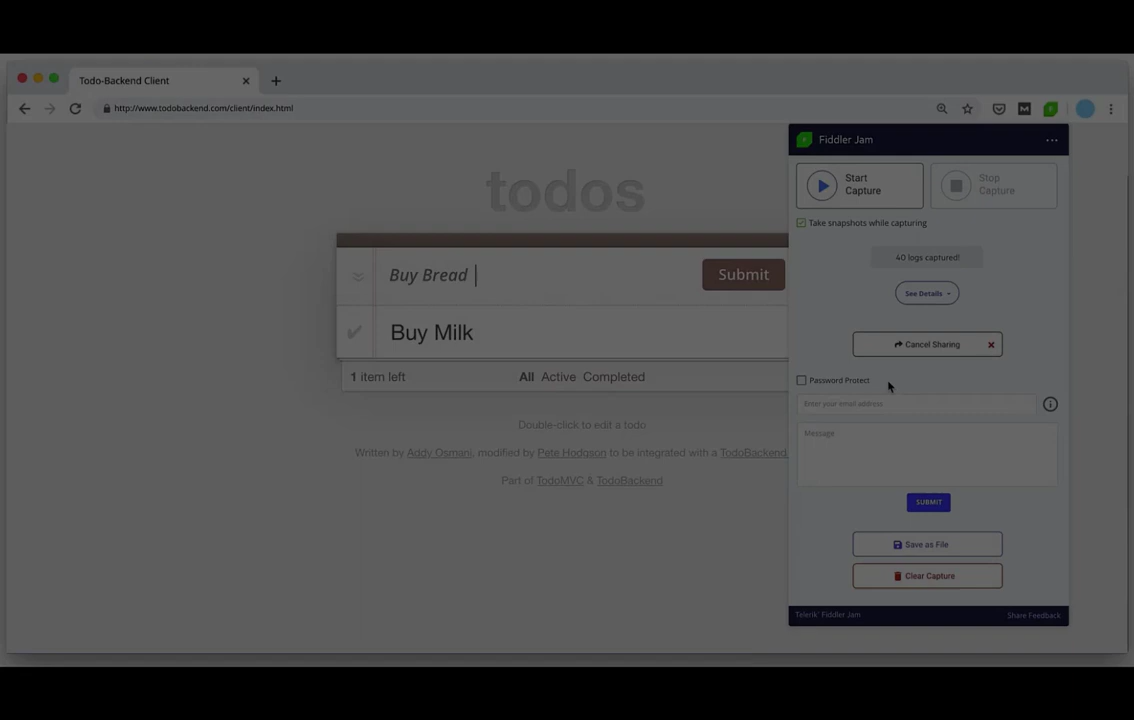 Todo-Backend Client
http://www.todobackend.com/client/index.html
Fiddler Jam
Start
Capture
Stop
Capture
Take snapshots while capturing
40 logs captured!
See Details
Cancel Sharing
Password Protect
Enter your email address
Message
SUBMIT
Save as File
Clear Capture
Telerik' Fiddler Jam
Share Feedback
todos
Buy Bread
Submit
Buy Milk
1 item left
All Active Completed
Double-click to edit a todo
Written by Addy Osmani, modified by Pete Hodgson to be integrated with a TodoBackend
Part of TodoMVC & TodoBackend